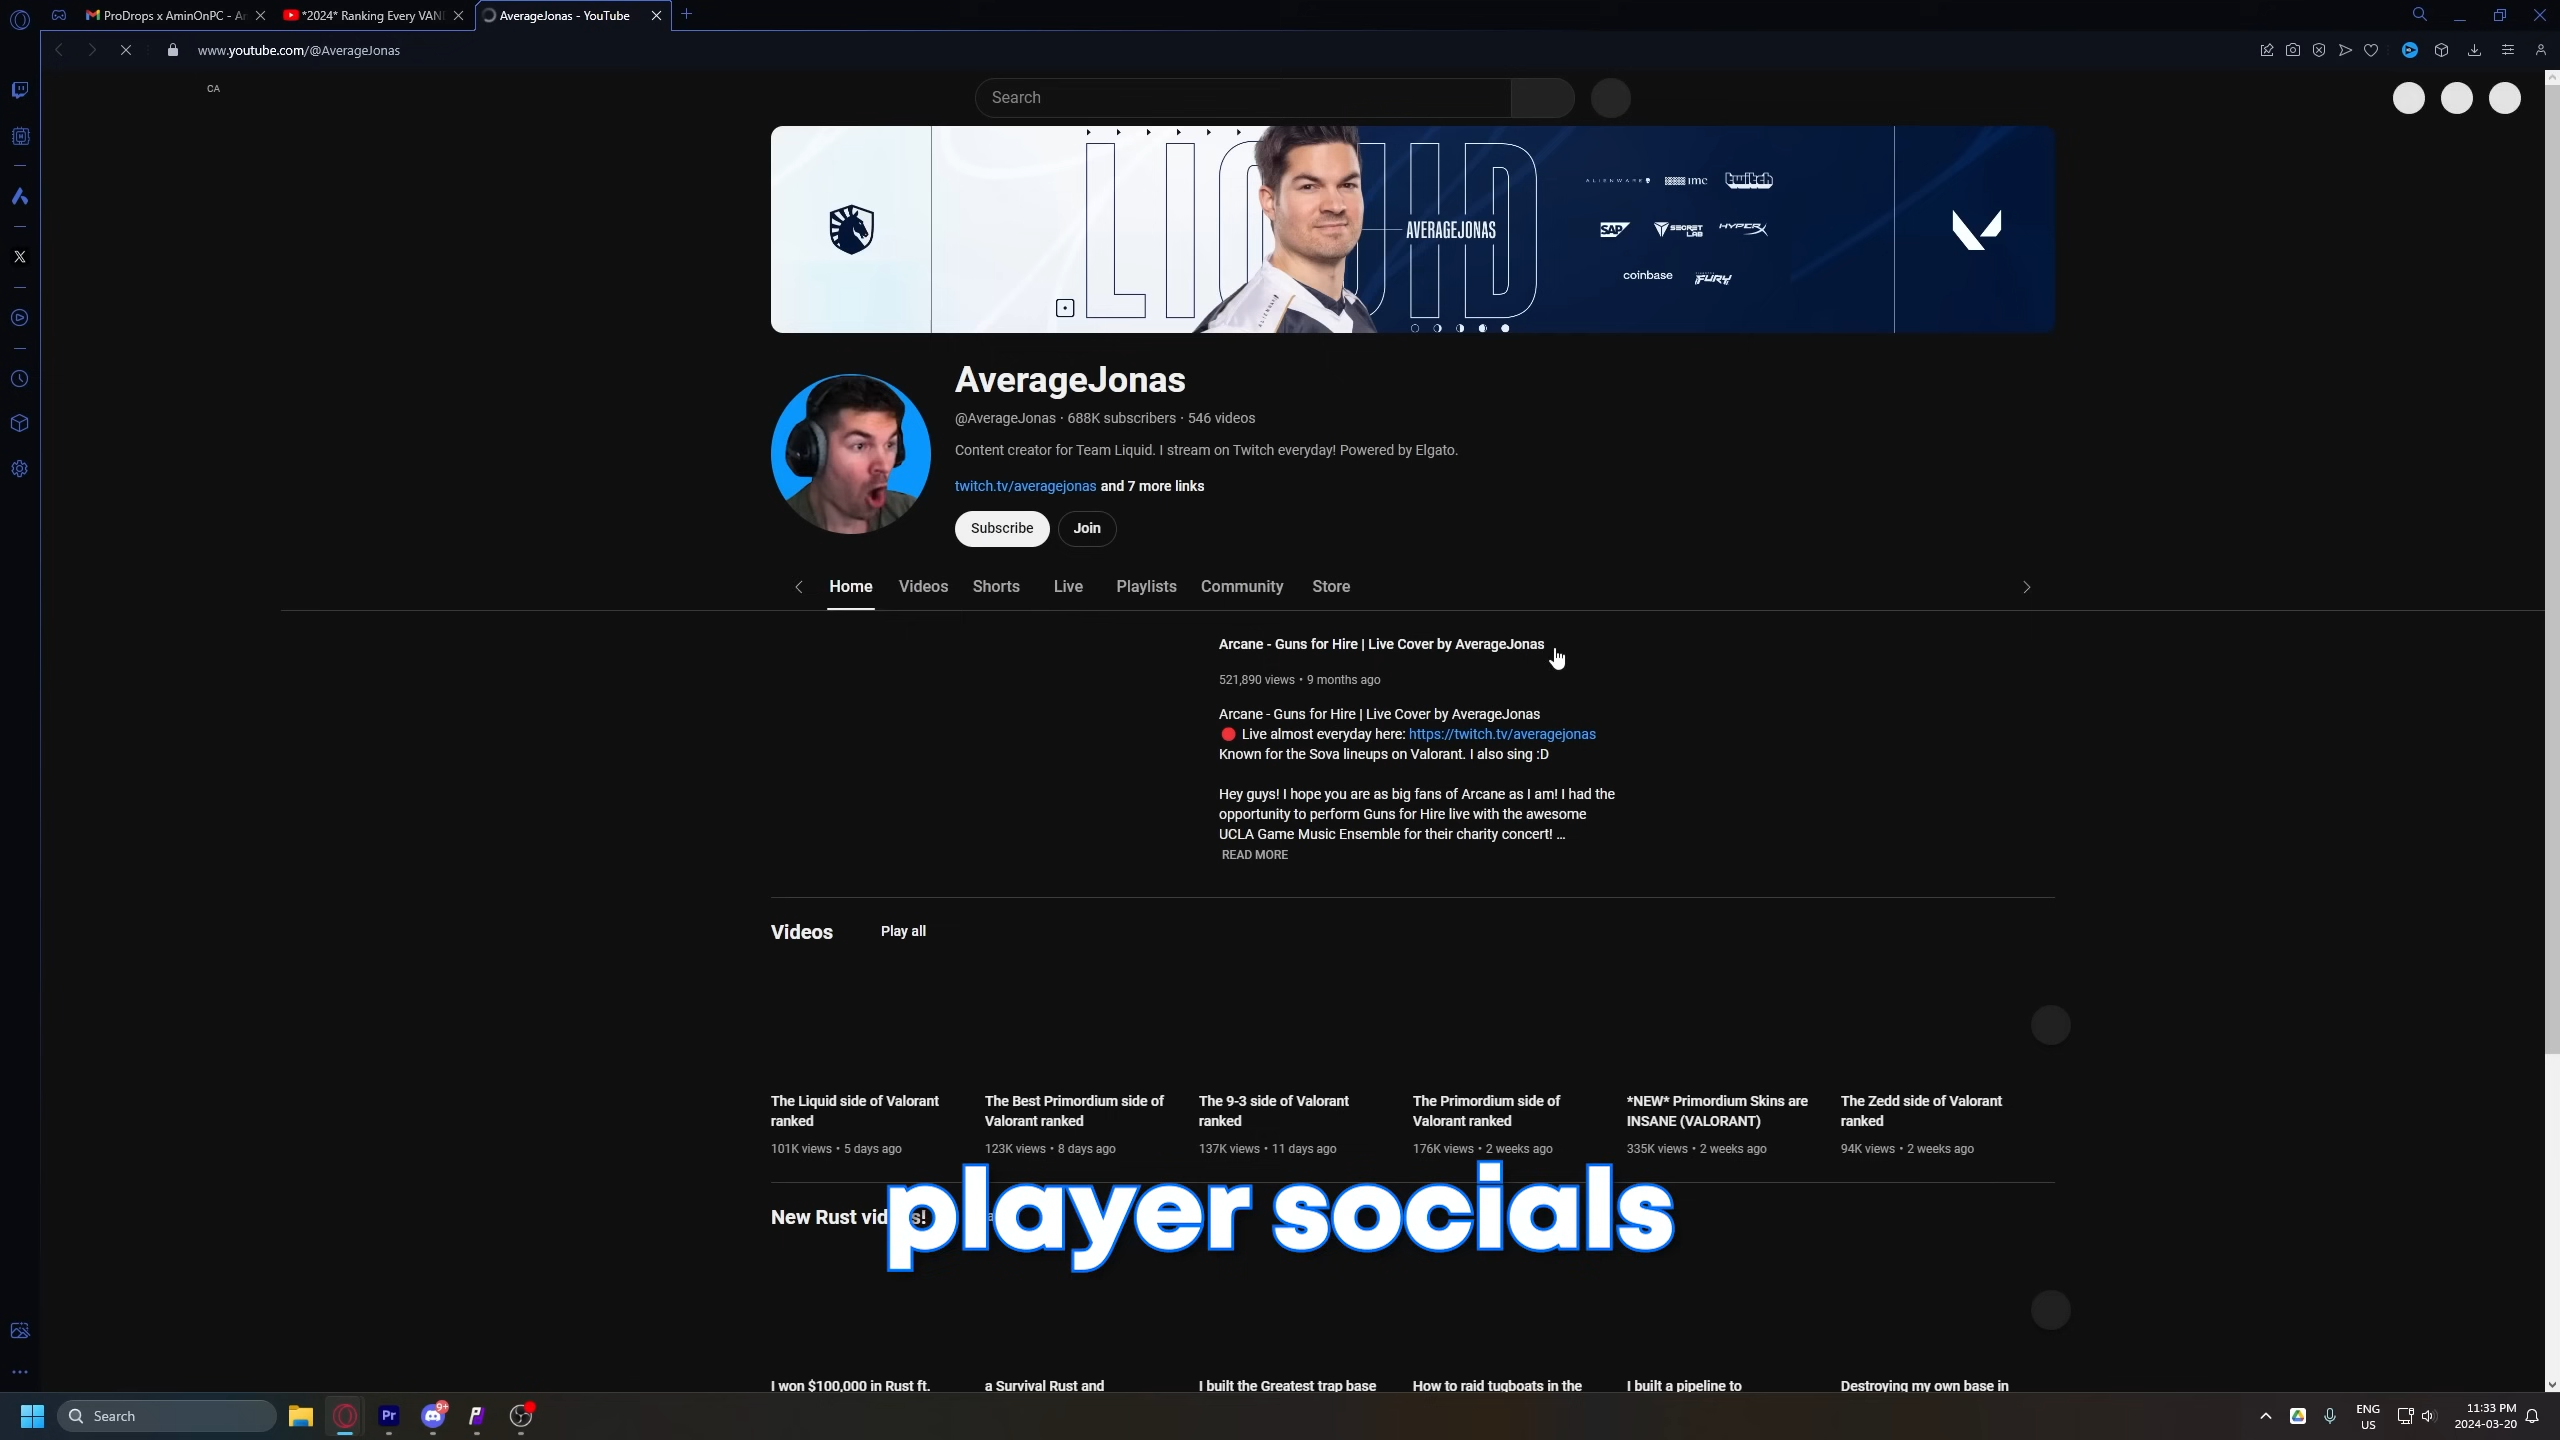 ProDrops x AminOnPC - A
*2024* Ranking Every VAN
AverageJonas - YouTube
www.youtube.com/@AverageJonas
CA
Search
LIQUID
AVERAGEJONAS
ALIENWARE
imc
twitch
SAP
SECRET LAB
HYPERX
coinbase
FURY
AverageJonas
@AverageJonas · 688K subscribers · 546 videos
Content creator for Team Liquid. I stream on Twitch everyday! Powered by Elgato.
twitch.tv/averagejonas and 7 more links
Subscribe
Join
Home
Videos
Shorts
Live
Playlists
Community
Store
Arcane - Guns for Hire | Live Cover by AverageJonas
521,890 views • 9 months ago
Arcane - Guns for Hire | Live Cover by AverageJonas
🔴 Live almost everyday here: https://twitch.tv/averagejonas
Known for the Sova lineups on Valorant. I also sing :D
Hey guys! I hope you are as big fans of Arcane as I am! I had the
opportunity to perform Guns for Hire live with the awesome
UCLA Game Music Ensemble for their charity concert! ...
READ MORE
Videos
Play all
The Liquid side of Valorant
ranked
101K views • 5 days ago
The Best Primordium side of
Valorant ranked
123K views • 8 days ago
The 9-3 side of Valorant
ranked
137K views • 11 days ago
The Primordium side of
Valorant ranked
176K views • 2 weeks ago
*NEW* Primordium Skins are
INSANE (VALORANT)
335K views • 2 weeks ago
The Zedd side of Valorant
ranked
94K views • 2 weeks ago
New Rust vid s!
player socials
I won $100,000 in Rust ft.
a Survival Rust and
I built the Greatest trap base
How to raid tugboats in the
I built a pipeline to
Destroying my own base in
Search
Pr
9+
ENG
US
11:33 PM
2024-03-20